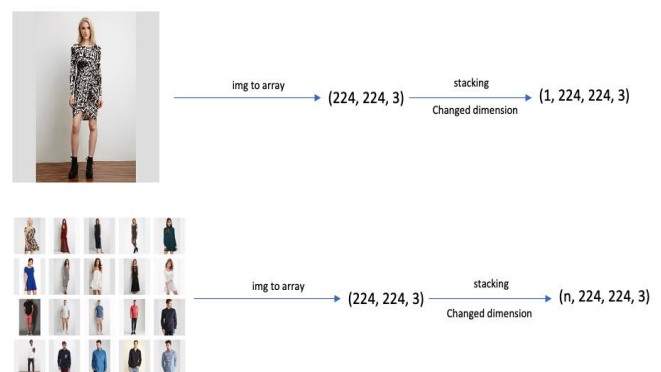 img to array
(224, 224, 3)
stacking
Changed dimension
(1, 224, 224, 3)
img to array
(224, 224, 3)
stacking
Changed dimension
(n, 224, 224, 3)